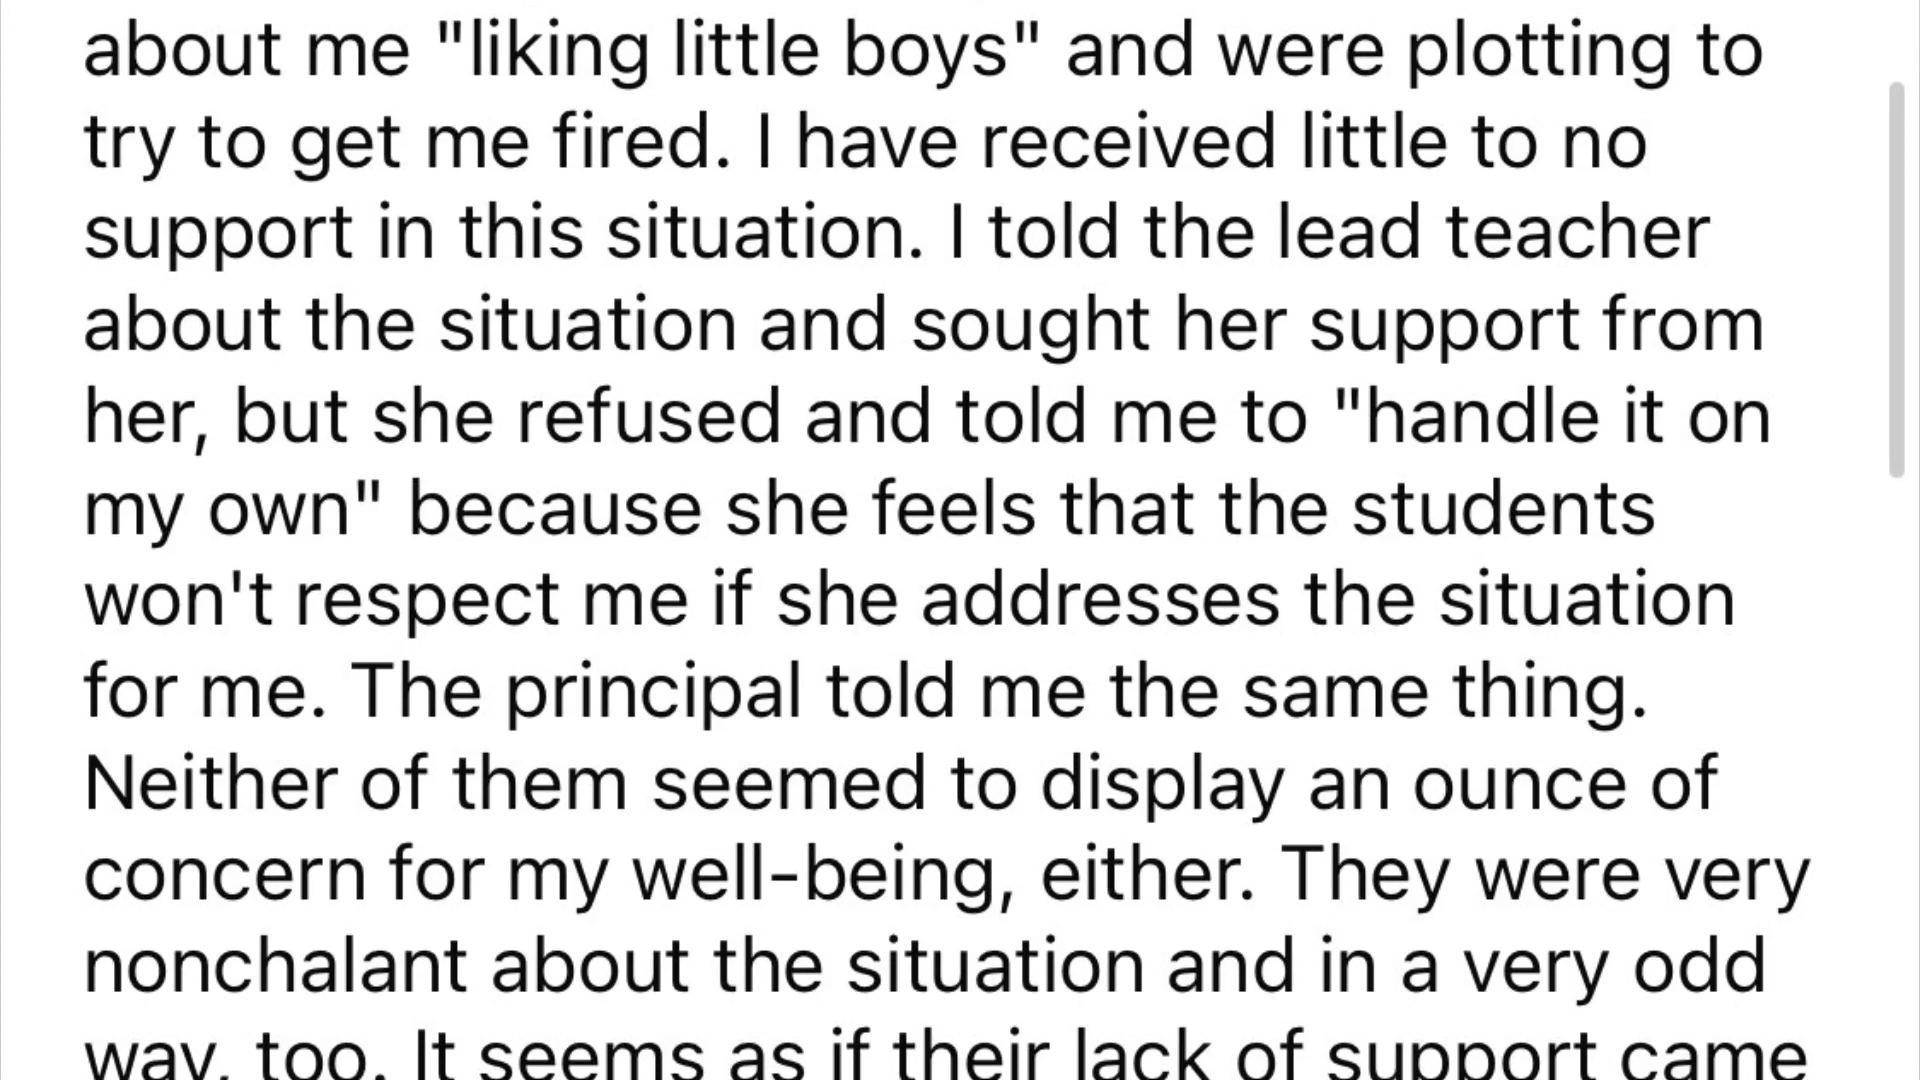 about me "liking little boys" and were plotting to
try to get me fired. I have received little to no
support in this situation. I told the lead teacher
about the situation and sought her support from
her, but she refused and told me to "handle it on
my own" because she feels that the students
won't respect me if she addresses the situation
for me. The principal told me the same thing.
Neither of them seemed to display an ounce of
concern for my well-being, either. They were very
nonchalant about the situation and in a very odd
way, too. It seems as if their lack of support came